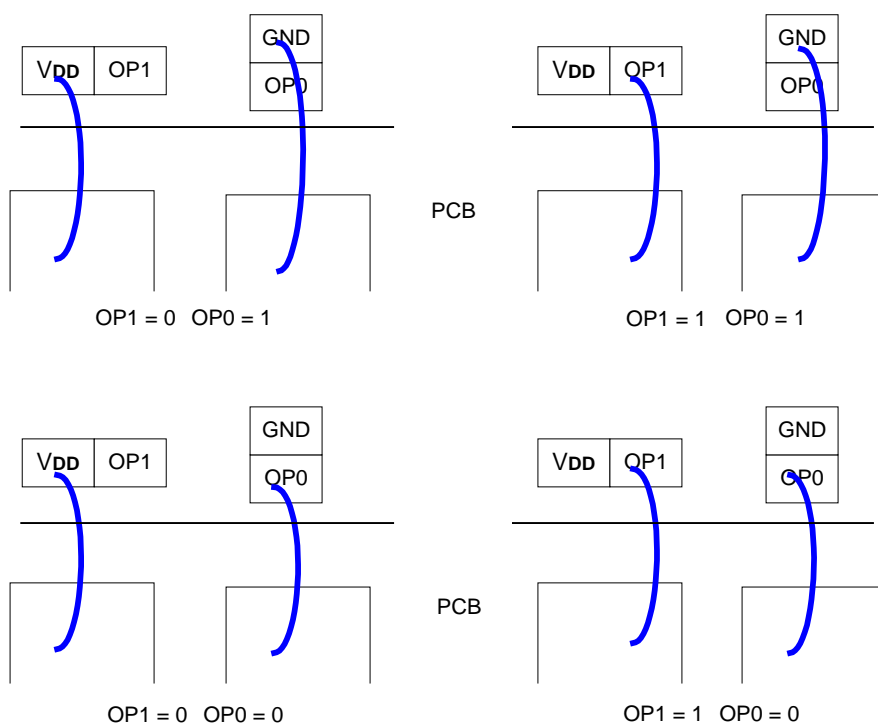 GND GND
VDD OP1 VDD OP1
OP0 OP0
PCB
OP1 = 0 OP0 = 1 OP1 = 1 OP0 = 1
GND GND
VDD OP1 VDD OP1
OP0 OP0
PCB
OP1 = 0 OP0 = 0 OP1 = 1 OP0 = 0